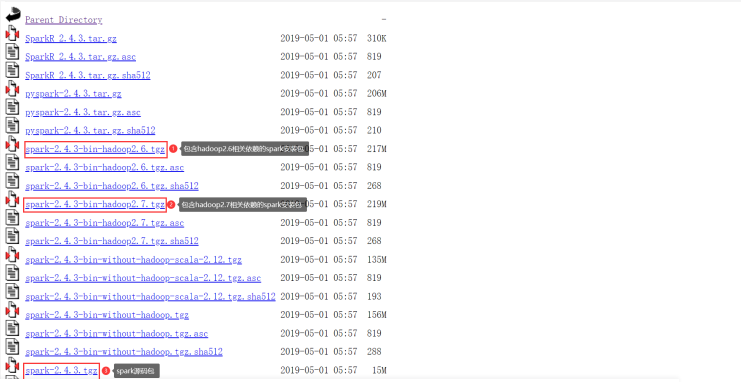 Parent Directory -
SparkR_2.4.3.tar.gz 2019-05-01 05:57 310K
SparkR_2.4.3.tar.gz.asc 2019-05-01 05:57 819
SparkR_2.4.3.tar.gz.sha512 2019-05-01 05:57 207
pyspark-2.4.3.tar.gz 2019-05-01 05:57 206M
pyspark-2.4.3.tar.gz.asc 2019-05-01 05:57 819
pyspark-2.4.3.tar.gz.sha512 2019-05-01 05:57 210
spark-2.4.3-bin-hadoop2.6.tgz 1 包含hadoop2.6相关依赖的spark安装包 05:57 217M
spark-2.4.3-bin-hadoop2.6.tgz.asc 2019-05-01 05:57 819
spark-2.4.3-bin-hadoop2.6.tgz.sha512 2019-05-01 05:57 268
spark-2.4.3-bin-hadoop2.7.tgz 2 包含hadoop2.7相关依赖的spark安装包 05:57 219M
spark-2.4.3-bin-hadoop2.7.tgz.asc 2019-05-01 05:57 819
spark-2.4.3-bin-hadoop2.7.tgz.sha512 2019-05-01 05:57 268
spark-2.4.3-bin-without-hadoop-scala-2.12.tgz 2019-05-01 05:57 135M
spark-2.4.3-bin-without-hadoop-scala-2.12.tgz.asc 2019-05-01 05:57 819
spark-2.4.3-bin-without-hadoop-scala-2.12.tgz.sha512 2019-05-01 05:57 193
spark-2.4.3-bin-without-hadoop.tgz 2019-05-01 05:57 156M
spark-2.4.3-bin-without-hadoop.tgz.asc 2019-05-01 05:57 819
spark-2.4.3-bin-without-hadoop.tgz.sha512 2019-05-01 05:57 288
spark-2.4.3.tgz 3 spark源码包 2019-05-01 05:57 15M